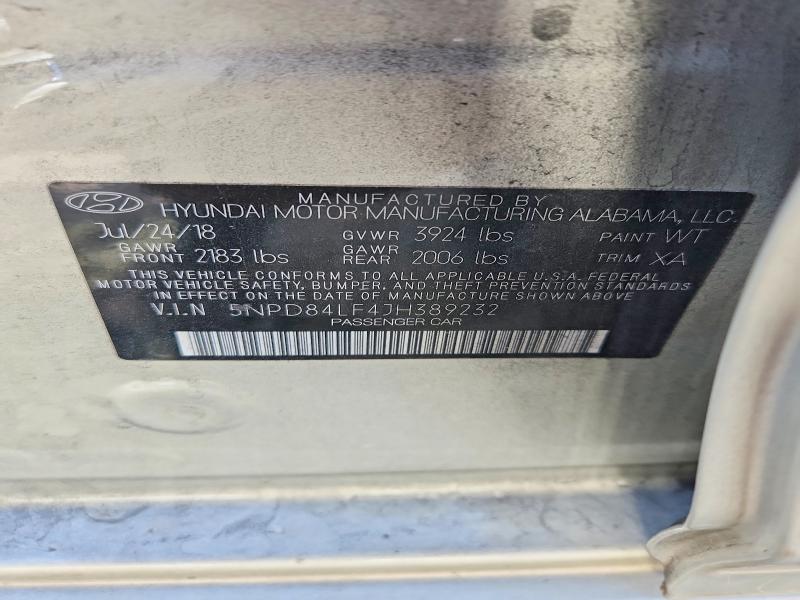 MANUFACTURED BY
HYUNDAI MOTOR MANUFACTURING ALABAMA, LLC.
Jul/24/18 GVWR 3924 lbs PAINT WT
GAWR FRONT 2183 lbs GAWR REAR 2006 lbs TRIM XA
THIS VEHICLE CONFORMS TO ALL APPLICABLE U.S.A. FEDERAL
MOTOR VEHICLE SAFETY, BUMPER, AND THEFT PREVENTION STANDARDS
IN EFFECT ON THE DATE OF MANUFACTURE SHOWN ABOVE
V.I.N 5NPD84LF4JH389232
PASSENGER CAR